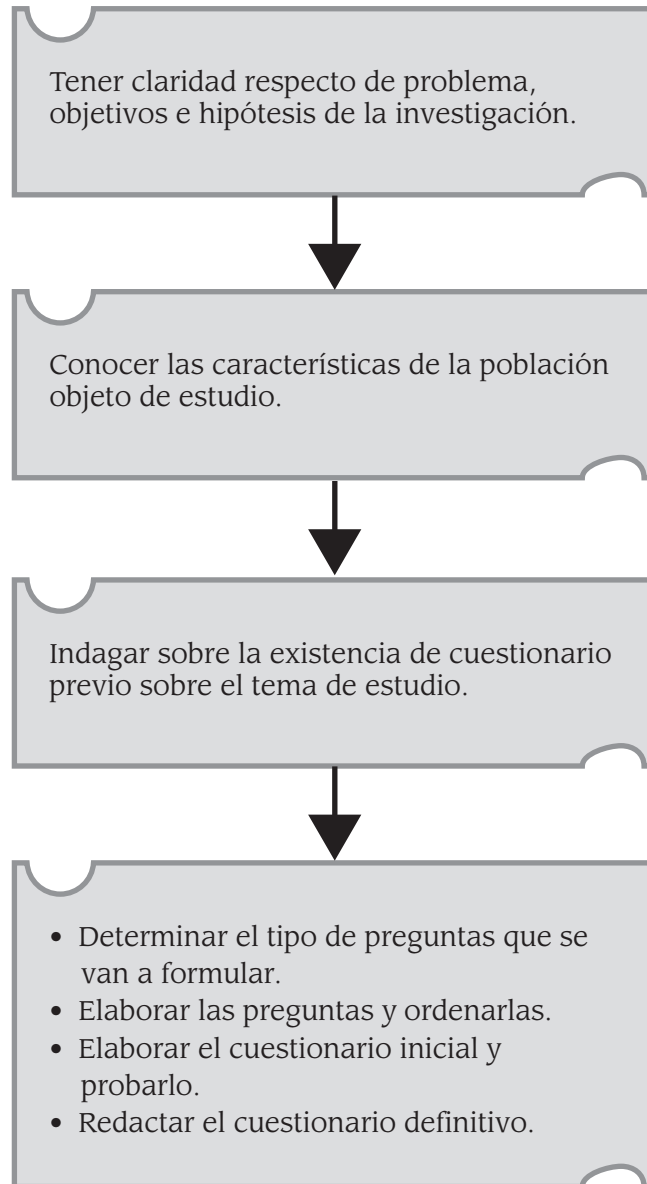 Tener claridad respecto de problema,
objetivos e hipótesis de la investigación.
Conocer las características de la población
objeto de estudio.
Indagar sobre la existencia de cuestionario
previo sobre el tema de estudio.
• Determinar el tipo de preguntas que se
van a formular.
• Elaborar las preguntas y ordenarlas.
• Elaborar el cuestionario inicial y
probarlo.
• Redactar el cuestionario definitivo.